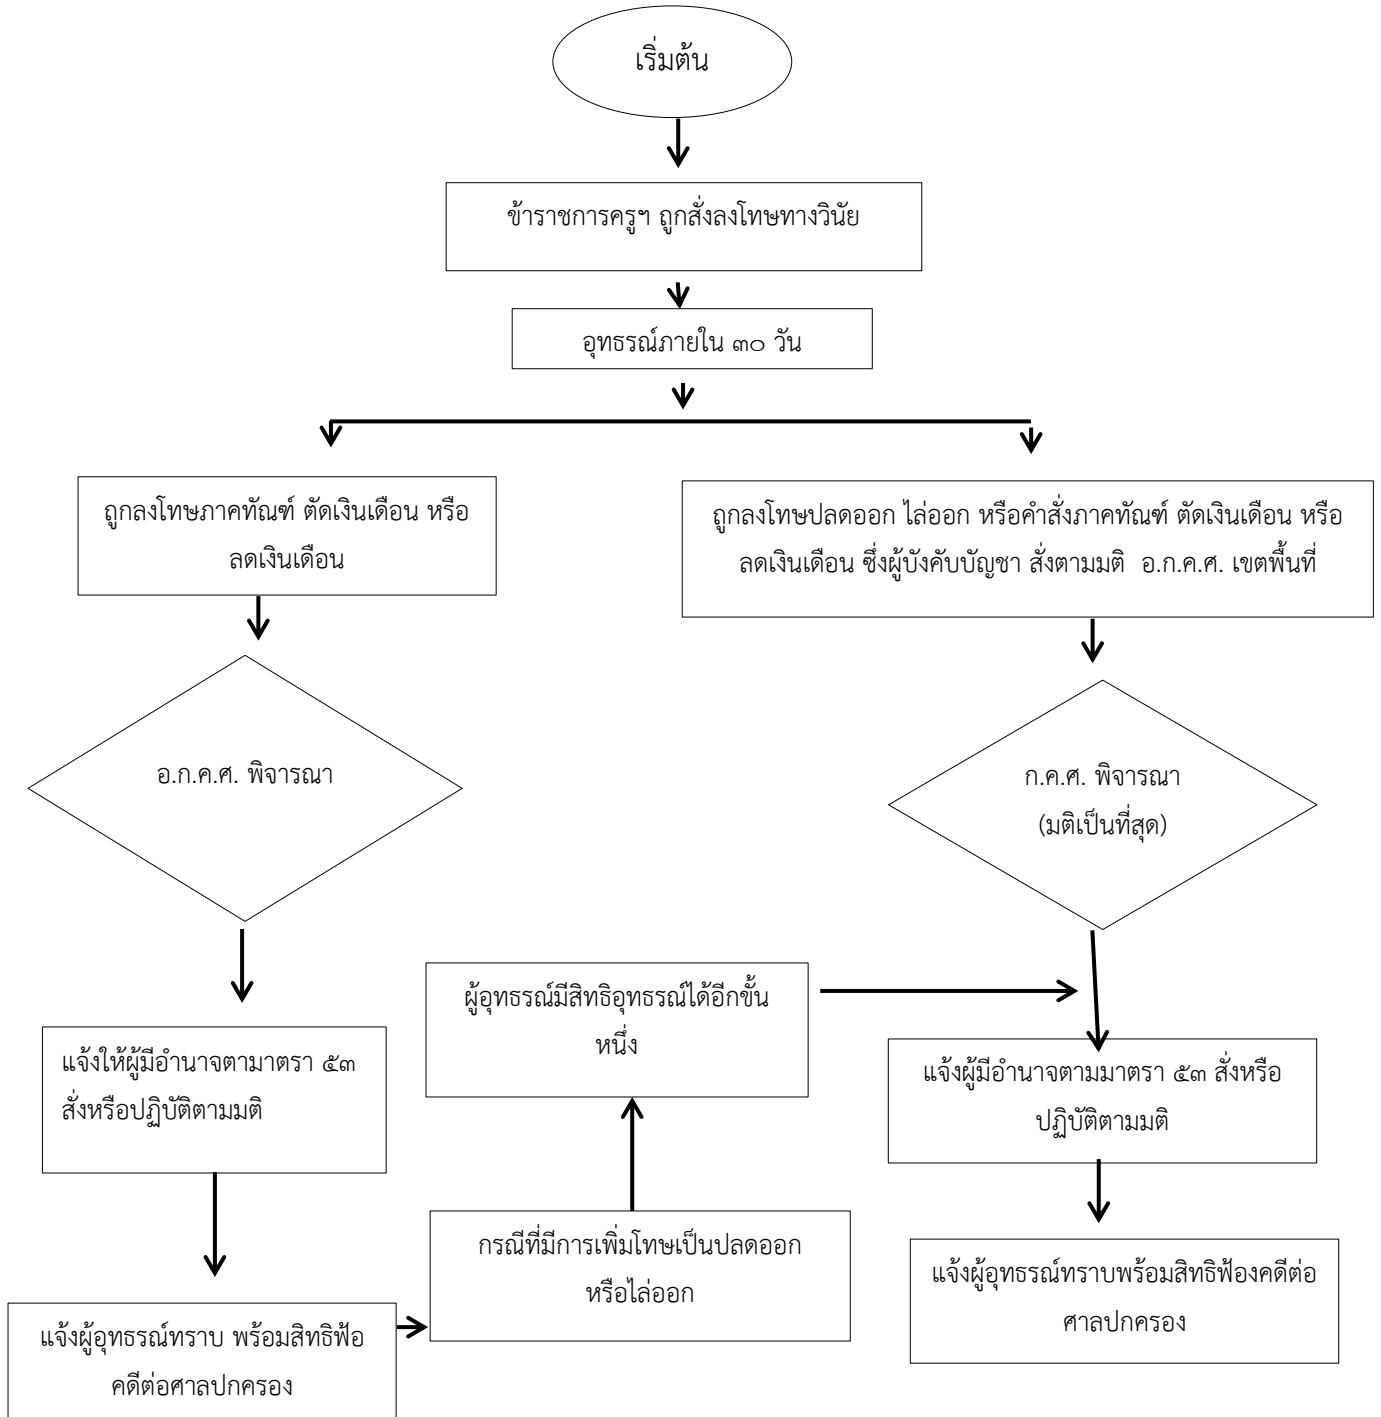 เริ่มต้น
ข้าราชการครูฯ ถูกสั่งลงโทษทางวินัย
อุทธรณ์ภายใน ๓๐ วัน
ถูกลงโทษภาคทัณฑ์ ตัดเงินเดือน หรือ
ลดเงินเดือน
ถูกลงโทษปลดออก ไล่ออก หรือคำสั่งภาคทัณฑ์ ตัดเงินเดือน หรือ
ลดเงินเดือน ซึ่งผู้บังคับบัญชา สั่งตามมติ อ.ก.ค.ศ. เขตพื้นที่
อ.ก.ค.ศ. พิจารณา
ก.ค.ศ. พิจารณา
(มติเป็นที่สุด)
ผู้อุทธรณ์มีสิทธิอุทธรณ์ได้อีกขั้น
หนึ่ง
แจ้งให้ผู้มีอำนาจตามาตรา ๕๓
สั่งหรือปฏิบัติตามมติ
แจ้งผู้มีอำนาจตามมาตรา ๕๓ สั่งหรือ
ปฏิบัติตามมติ
กรณีที่มีการเพิ่มโทษเป็นปลดออก
หรือไล่ออก
แจ้งผู้อุทธรณ์ทราบพร้อมสิทธิฟ้องคดีต่อ
ศาลปกครอง
แจ้งผู้อุทธรณ์ทราบ พร้อมสิทธิฟ้อ
คดีต่อศาลปกครอง